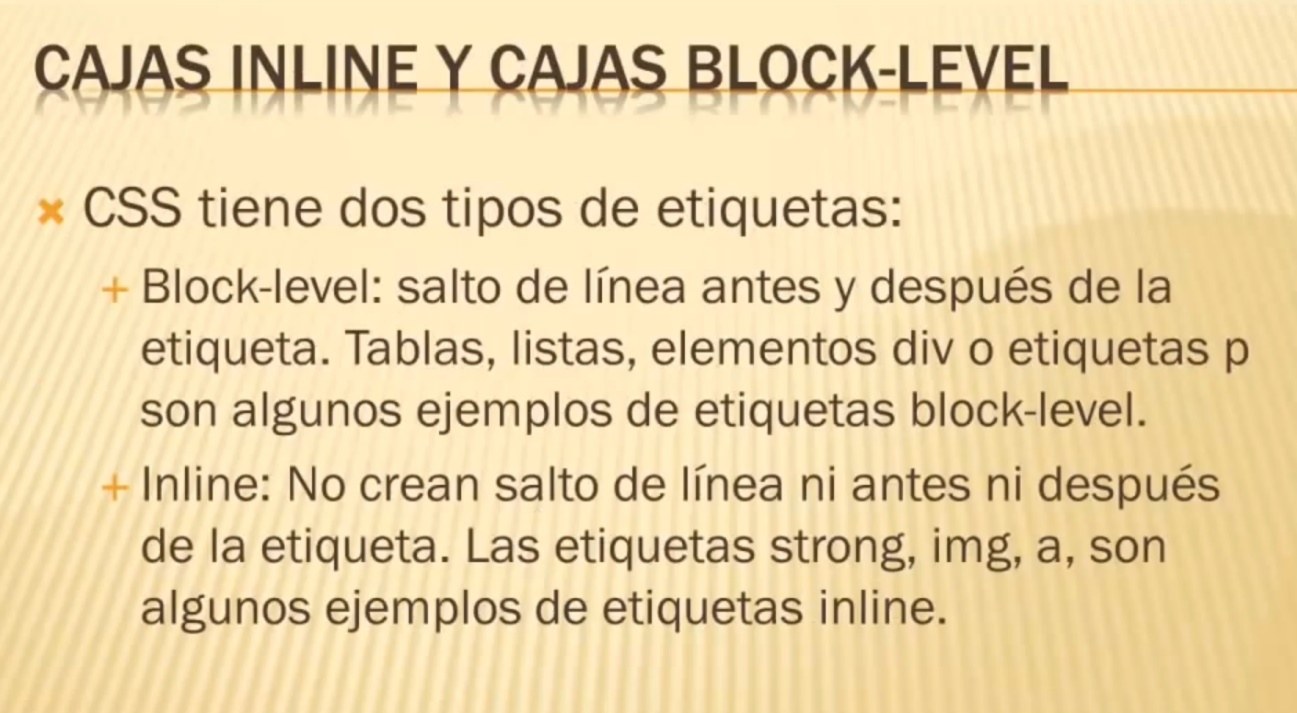 CAJAS INLINE Y CAJAS BLOCK-LEVEL
CSS tiene dos tipos de etiquetas:
Block-level: salto de línea antes y después de la
etiqueta. Tablas, listas, elementos div o etiquetas p
son algunos ejemplos de etiquetas block-level.
Inline: No crean salto de línea ni antes ni después
de la etiqueta. Las etiquetas strong, img, a, son
algunos ejemplos de etiquetas inline.